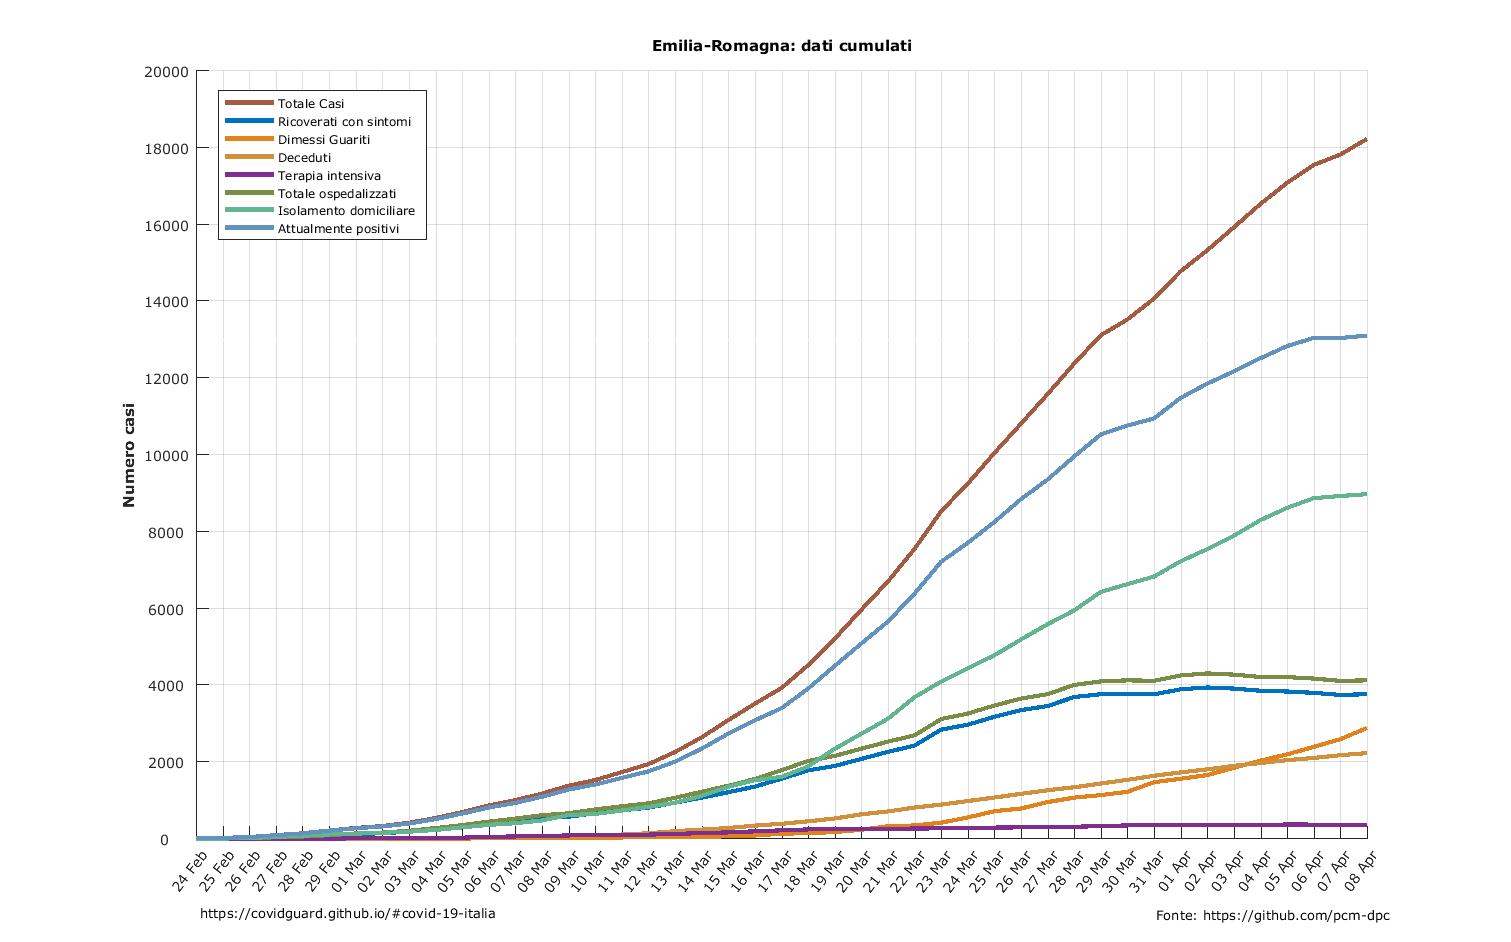 Emilia-Romagna: dati cumulati
20000
18000
16000
14000
12000
10000
8000
6000
4000
2000
0
Numero casi
Totale Casi
Ricoverati con sintomi
Dimessi Guariti
Deceduti
Terapia intensiva
Totale ospedalizzati
Isolamento domiciliare
Attualmente positivi
24 Feb
25 Feb
26 Feb
27 Feb
28 Feb
29 Feb
01 Mar
02 Mar
03 Mar
04 Mar
05 Mar
06 Mar
07 Mar
08 Mar
09 Mar
10 Mar
11 Mar
12 Mar
13 Mar
14 Mar
15 Mar
16 Mar
17 Mar
18 Mar
19 Mar
20 Mar
21 Mar
22 Mar
23 Mar
24 Mar
25 Mar
26 Mar
27 Mar
28 Mar
29 Mar
30 Mar
31 Mar
01 Apr
02 Apr
03 Apr
04 Apr
05 Apr
06 Apr
07 Apr
08 Apr
https://covidguard.github.io/#covid-19-italia
Fonte: https://github.com/pcm-dpc